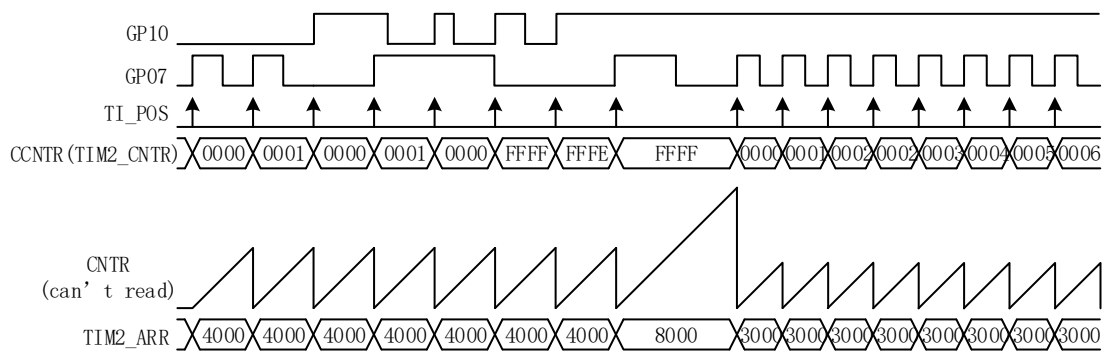 GP10
GP07
TI_POS
CCNTR(TIM2_CNTR) 0000 0001 0000 0001 0000 FFFF FFFE FFFF 0000 0001 0002 0002 0003 0004 0005 0006
CNTR
(can't read)
TIM2_ARR 4000 4000 4000 4000 4000 4000 4000 8000 3000 3000 3000 3000 3000 3000 3000 3000